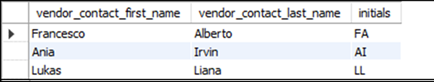 vendor_contact_first_name vendor_contact_last_name initials
Francesco Alberto FA
Ania Irvin AI
Lukas Liana LL